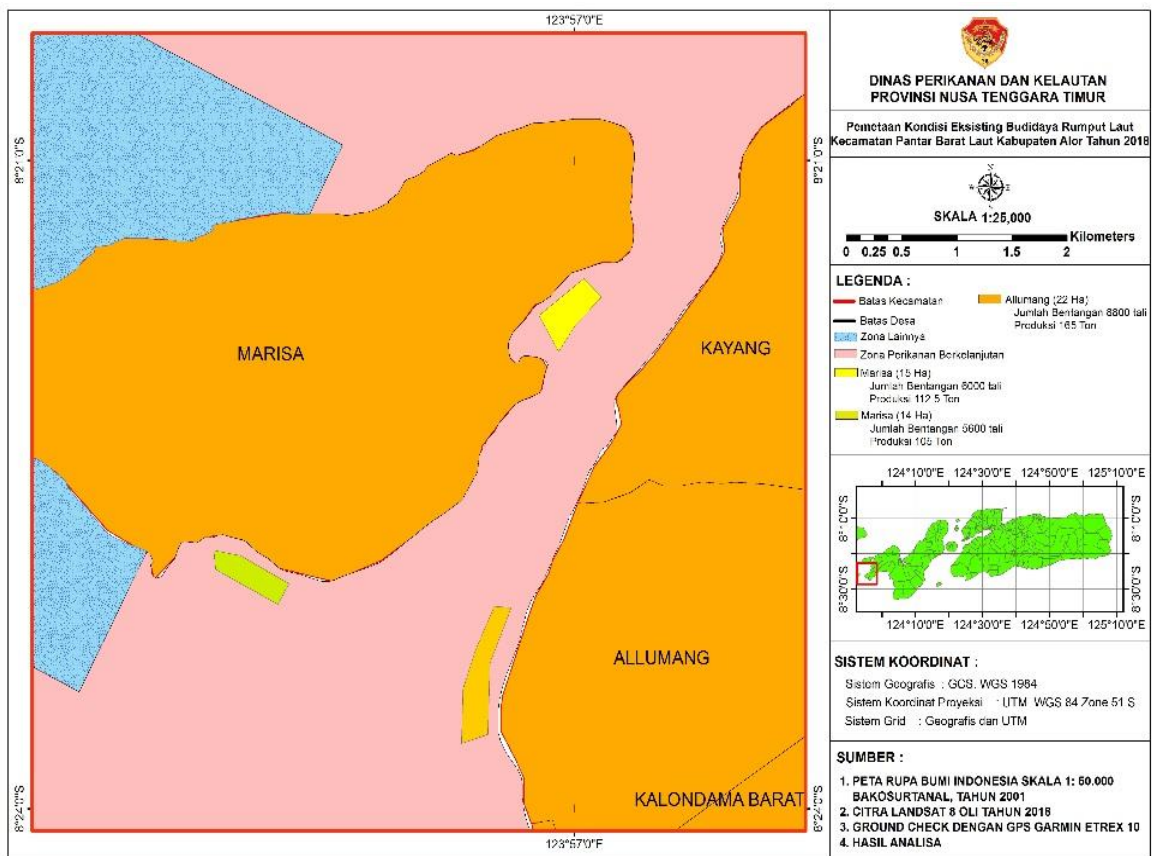 123°57'0"E
8°21'0"S
8°21'0"S
MARISA
KAYANG
ALLUMANG
KALONDAMA BARAT
8°24'0"S
8°24'0"S
123°57'0"E
DINAS PERIKANAN DAN KELAUTAN
PROVINSI NUSA TENGGARA TIMUR
Pemetaan Kondisi Eksisting Budidaya Rumput Laut
Kecamatan Pantar Barat Laut Kabupaten Alor Tahun 2018
SKALA 1:25,000
Kilometers
0 0.25 0.5 1 1.5 2
LEGENDA :
Batas Kecamatan
Batas Desa
Zona Lainnya
Zona Perikanan Berkelanjutan
Marisa (15 Ha)
Jumlah Bentangan 6000 tali
Produksi 112.5 Ton
Marisa (14 Ha)
Jumlah Bentangan 5600 tali
Produksi 105 Ton
Allumang (22 Ha)
Jumlah Bentangan 8800 tali
Produksi 165 Ton
124°10'0"E 124°30'0"E 124°50'0"E 125°10'0"E
8°10'0"S
8°10'0"S
8°30'0"S
8°30'0"S
124°10'0"E 124°30'0"E 124°50'0"E 125°10'0"E
SISTEM KOORDINAT :
Sistem Geografis : GCS. WGS 1984
Sistem Koordinat Proyeksi : UTM WGS 84 Zone 51 S
Sistem Grid : Geografis dan UTM
SUMBER :
1. PETA RUPA BUMI INDONESIA SKALA 1: 50.000
BAKOSURTANAL, TAHUN 2001
2. CITRA LANDSAT 8 OLI TAHUN 2018
3. GROUND CHECK DENGAN GPS GARMIN ETREX 10
4. HASIL ANALISA